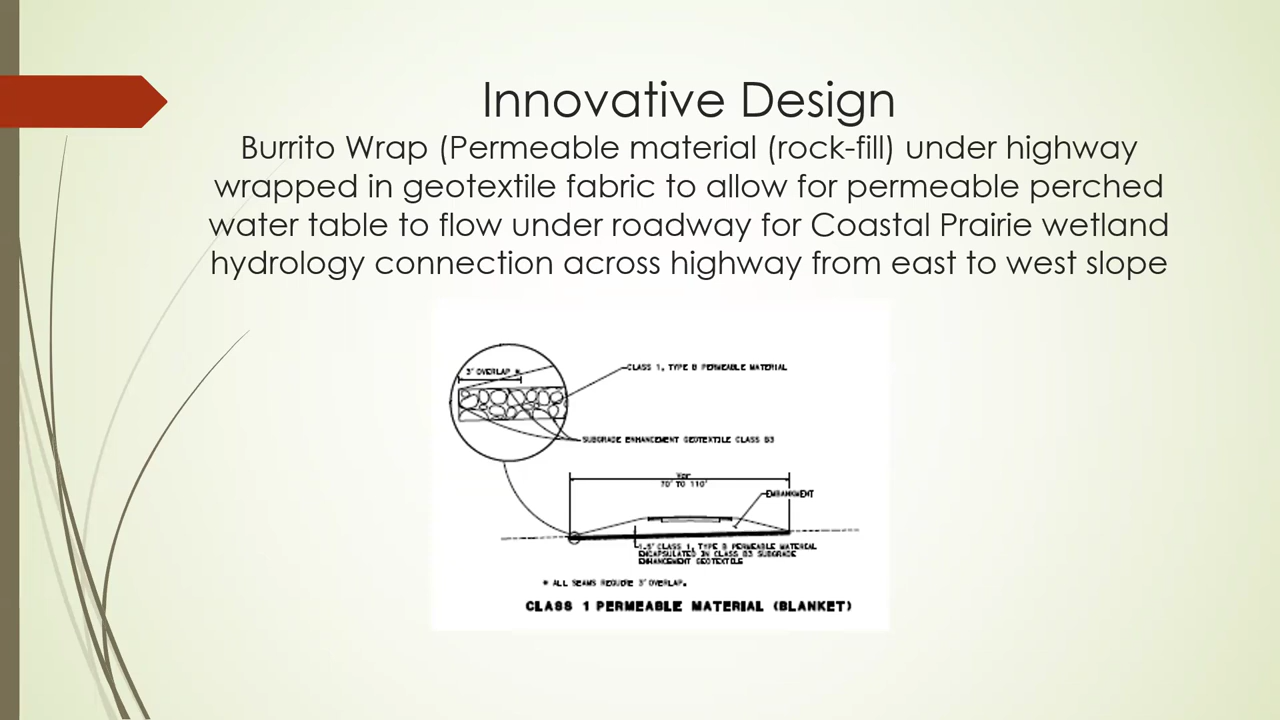 Innovative Design
Burrito Wrap (Permeable material (rock-fill) under highway
wrapped in geotextile fabric to allow for permeable perched
water table to flow under roadway for Coastal Prairie wetland
hydrology connection across highway from east to west slope
3' OVERLAP *
CLASS 1, TYPE B PERMEABLE MATERIAL
SUBGRADE ENHANCEMENT GEOTEXTILE CLASS B3
70' TO 110'
EMBANKMENT
1.5' CLASS 1, TYPE B PERMEABLE MATERIAL
ENCAPSULATED IN CLASS B3 SUBGRADE
ENHANCEMENT GEOTEXTILE
* ALL SEAMS REQUIRE 3' OVERLAP.
CLASS 1 PERMEABLE MATERIAL (BLANKET)